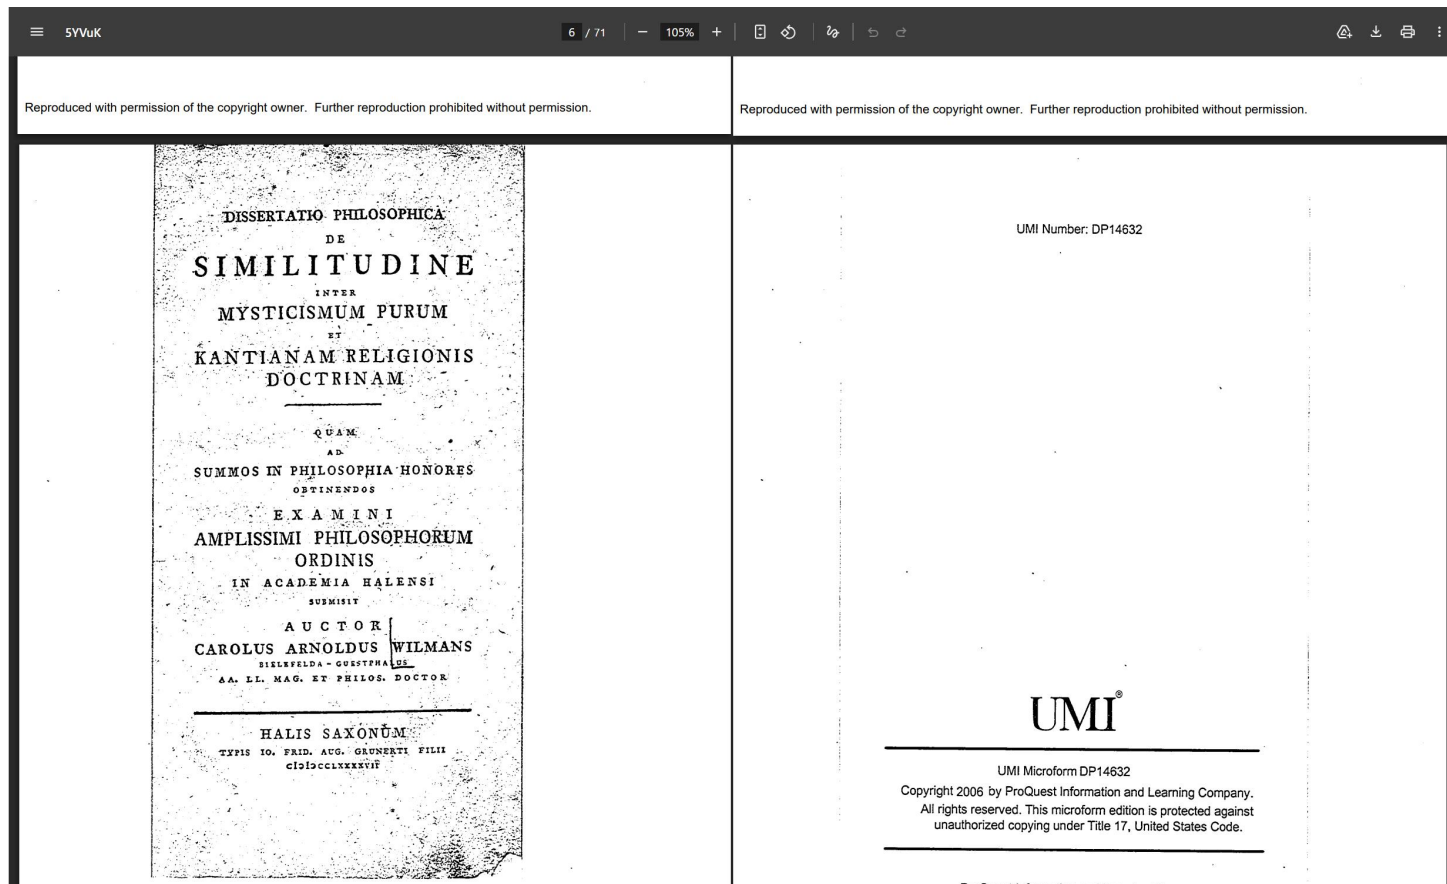 5YVuK
6 / 71
105%
Reproduced with permission of the copyright owner. Further reproduction prohibited without permission.
Reproduced with permission of the copyright owner. Further reproduction prohibited without permission.
DISSERTATIO PHILOSOPHICA
DE
SIMILITUDINE
INTER
MYSTICISMUM PURUM
ET
KANTIANAM RELIGIONIS
DOCTRINAM
QUAM
AD
SUMMOS IN PHILOSOPHIA HONORES
OBTINENDOS
EXAMINI
AMPLISSIMI PHILOSOPHORUM
ORDINIS
IN ACADEMIA HALENSI
SUBMISIT
AUCTOR
CAROLUS ARNOLDUS WILMANS
BIELEFELDA-GUESTPHALUS
AA. LL. MAG. ET PHILOS. DOCTOR
HALIS SAXONUM
TYPIS IO. FRID. AUG. GRUNERTI FILII
CIↃIↃCCLXXXXVII
UMI Number: DP14632
UMI®
UMI Microform DP14632
Copyright 2006 by ProQuest Information and Learning Company.
All rights reserved. This microform edition is protected against
unauthorized copying under Title 17, United States Code.